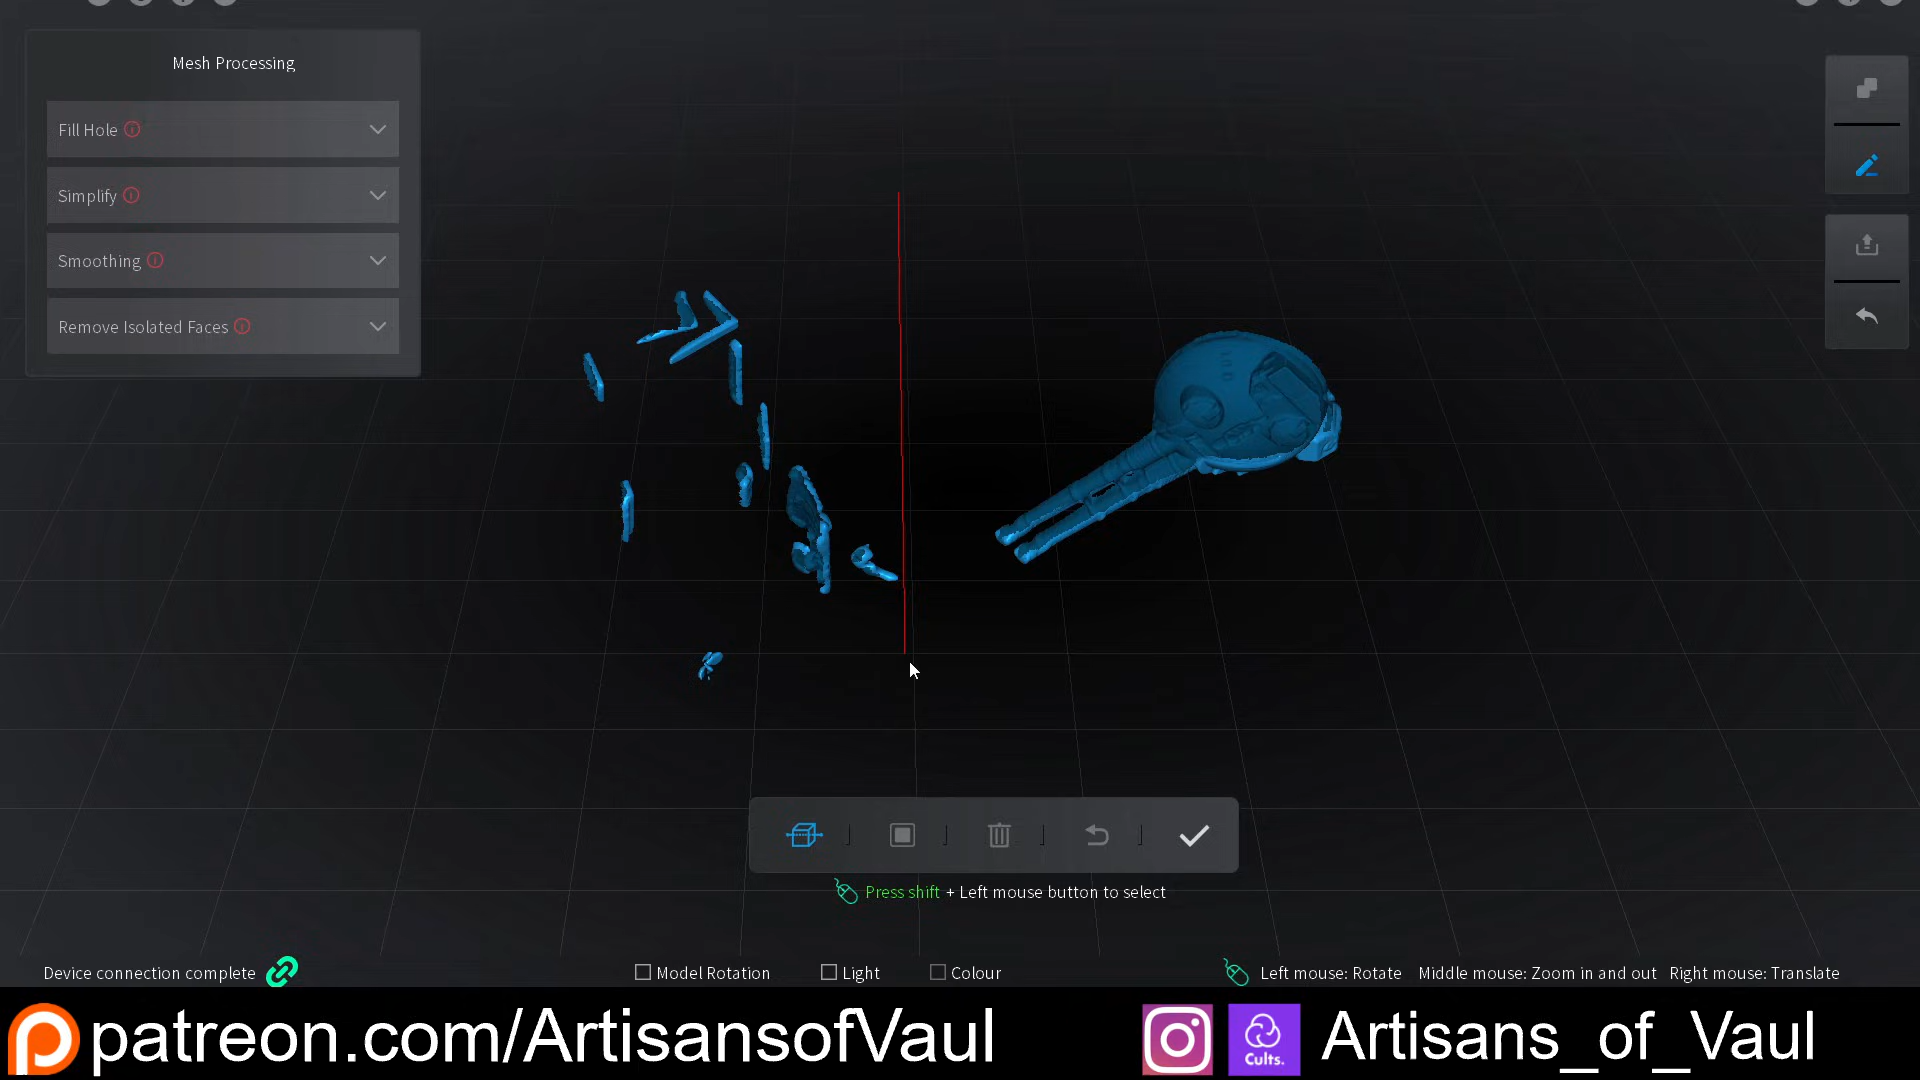 Mesh Processing
Fill Hole
Simplify
Smoothing
Remove Isolated Faces
Press shift + Left mouse button to select
Device connection complete
Model Rotation
Light
Colour
Left mouse: Rotate Middle mouse: Zoom in and out Right mouse: Translate
patreon.com/ArtisansofVaul
Cults.
Artisans_of_Vaul